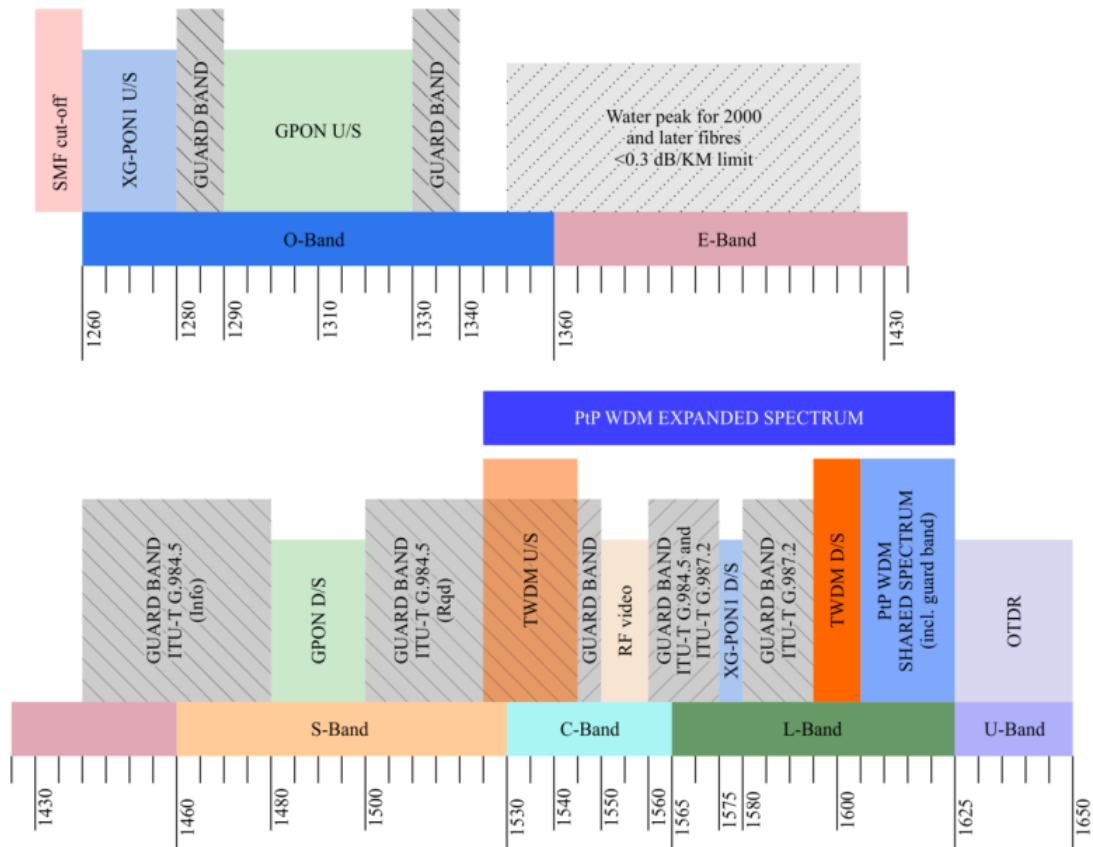 SMF cut-off
XG-PON1 U/S
GUARD BAND
GPON U/S
GUARD BAND
Water peak for 2000
and later fibres
<0.3 dB/KM limit
O-Band
E-Band
1260
1280
1290
1310
1330
1340
1360
1430
PtP WDM EXPANDED SPECTRUM
GUARD BAND
ITU-T G.984.5
(Info)
GPON D/S
GUARD BAND
ITU-T G.984.5
(Rqd)
TWDM U/S
GUARD BAND
RF video
GUARD BAND
ITU-T G.984.5 and
ITU-T G.987.2
XG-PON1 D/S
GUARD BAND
ITU-T G.987.2
TWDM D/S
PtP WDM
SHARED SPECTRUM
(incl. guard band)
OTDR
S-Band
C-Band
L-Band
U-Band
1430
1460
1480
1500
1530
1540
1550
1560
1565
1575
1580
1600
1625
1650